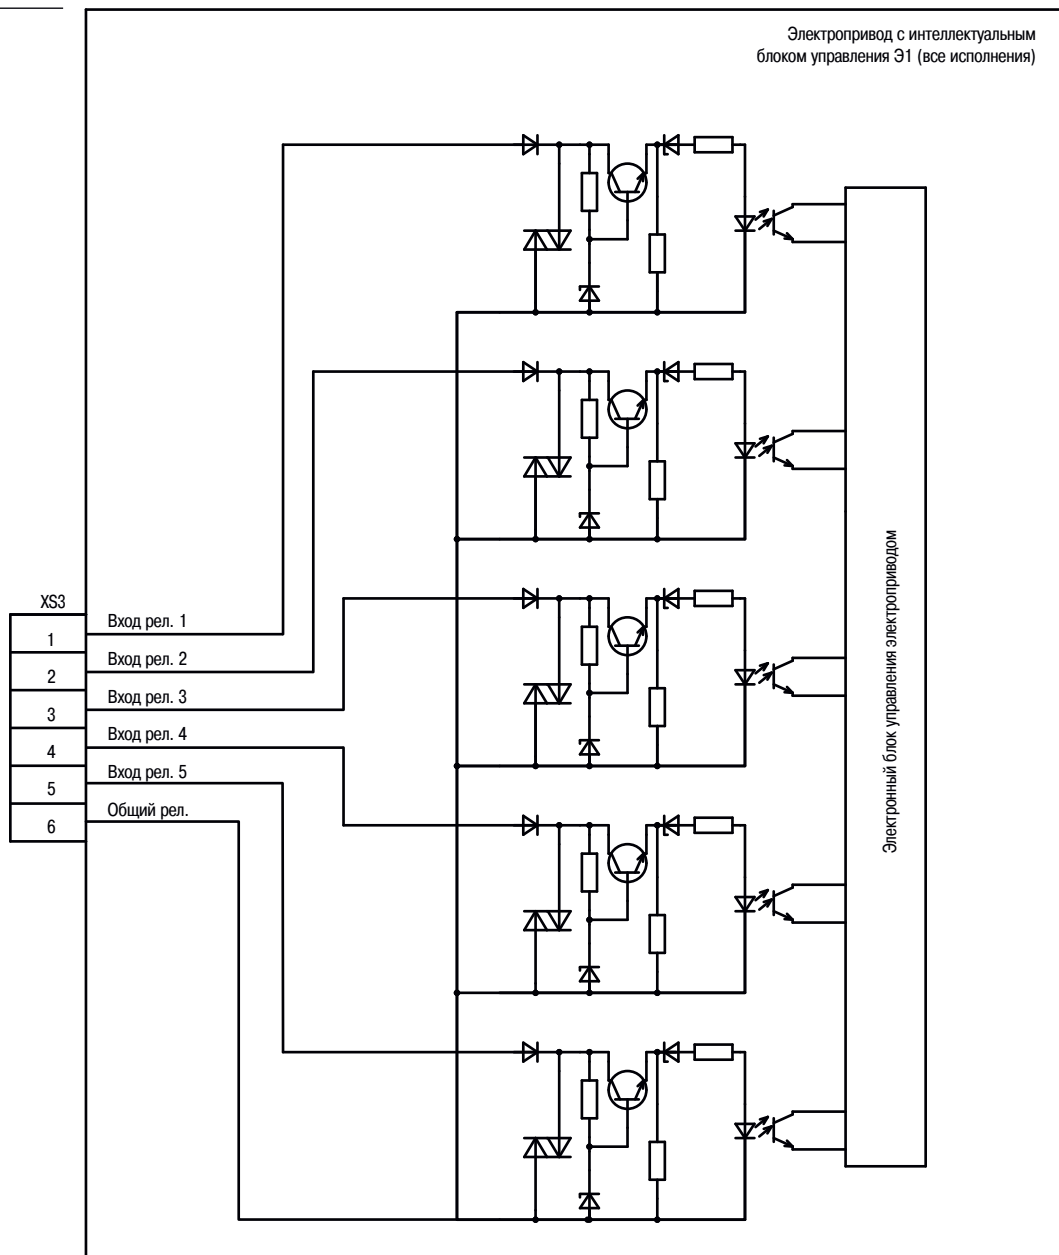 Электропривод с интеллектуальным
блоком управления Э1 (все исполнения)
XS3
1
Вход рел. 1
2
Вход рел. 2
3
Вход рел. 3
4
Вход рел. 4
5
Вход рел. 5
6
Общий рел.
Электронный блок управления электроприводом